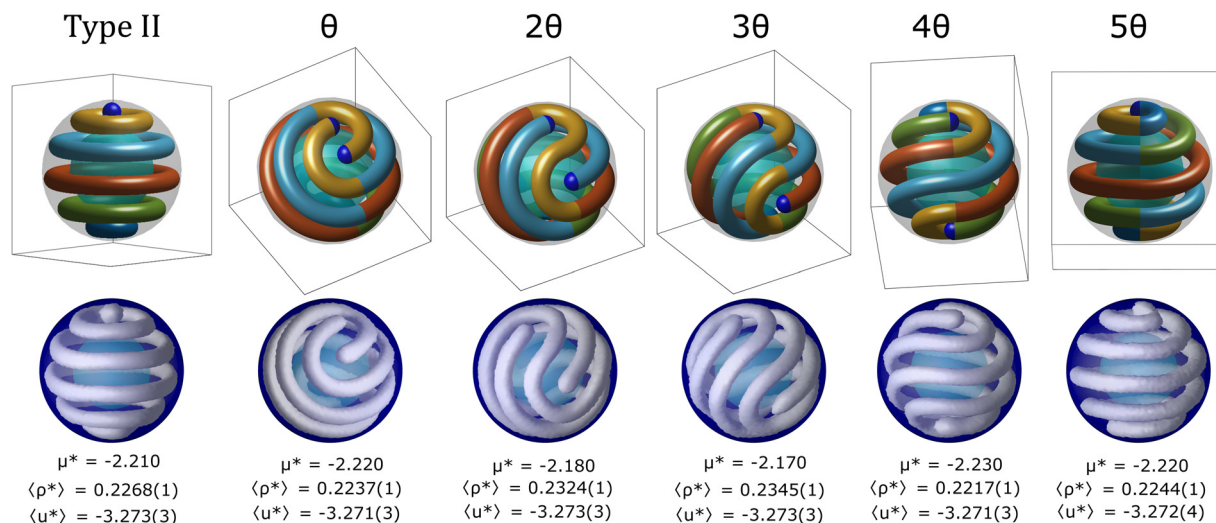 Type II θ 2θ 3θ 4θ 5θ
μ* = -2.210 μ* = -2.220 μ* = -2.180 μ* = -2.170 μ* = -2.230 μ* = -2.220
⟨ρ*⟩ = 0.2268(1) ⟨ρ*⟩ = 0.2237(1) ⟨ρ*⟩ = 0.2324(1) ⟨ρ*⟩ = 0.2345(1) ⟨ρ*⟩ = 0.2217(1) ⟨ρ*⟩ = 0.2244(1)
⟨u*⟩ = -3.273(3) ⟨u*⟩ = -3.271(3) ⟨u*⟩ = -3.273(3) ⟨u*⟩ = -3.273(3) ⟨u*⟩ = -3.271(3) ⟨u*⟩ = -3.272(4)